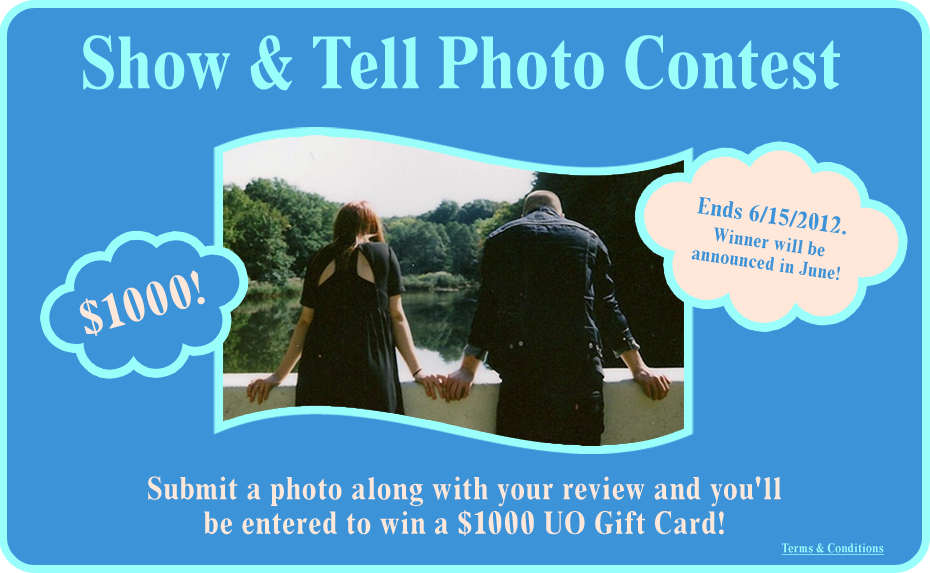 Show & Tell Photo Contest
$1000!
Ends 6/15/2012.
Winner will be
announced in June!
Submit a photo along with your review and you'll
be entered to win a $1000 UO Gift Card!
Terms & Conditions